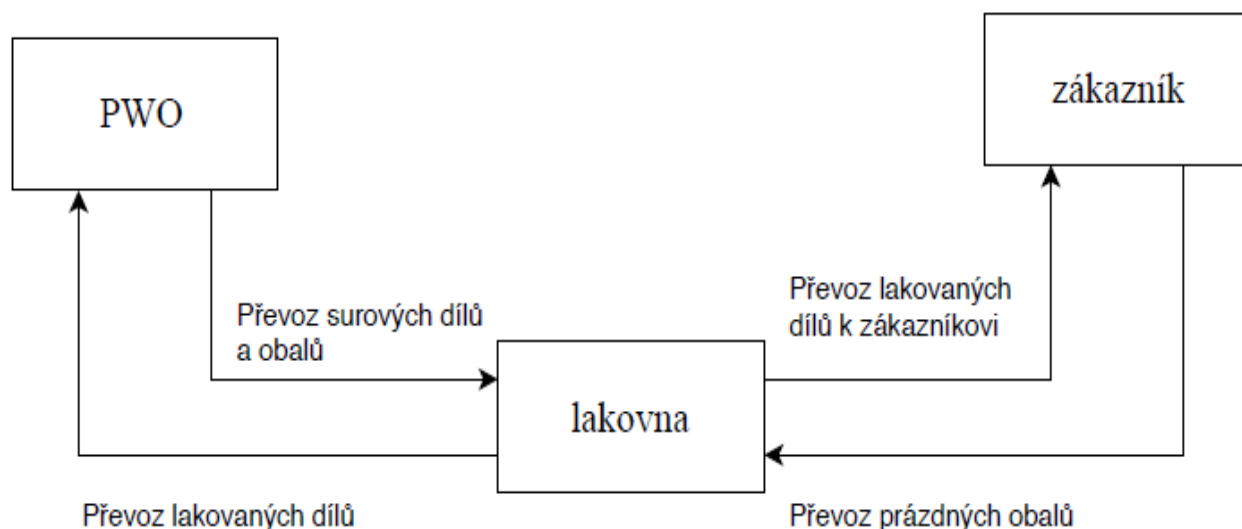 PWO
zákazník
Převoz surových dílů
a obalů
Převoz lakovaných
dílů k zákazníkovi
lakovna
Převoz lakovaných dílů
Převoz prázdných obalů